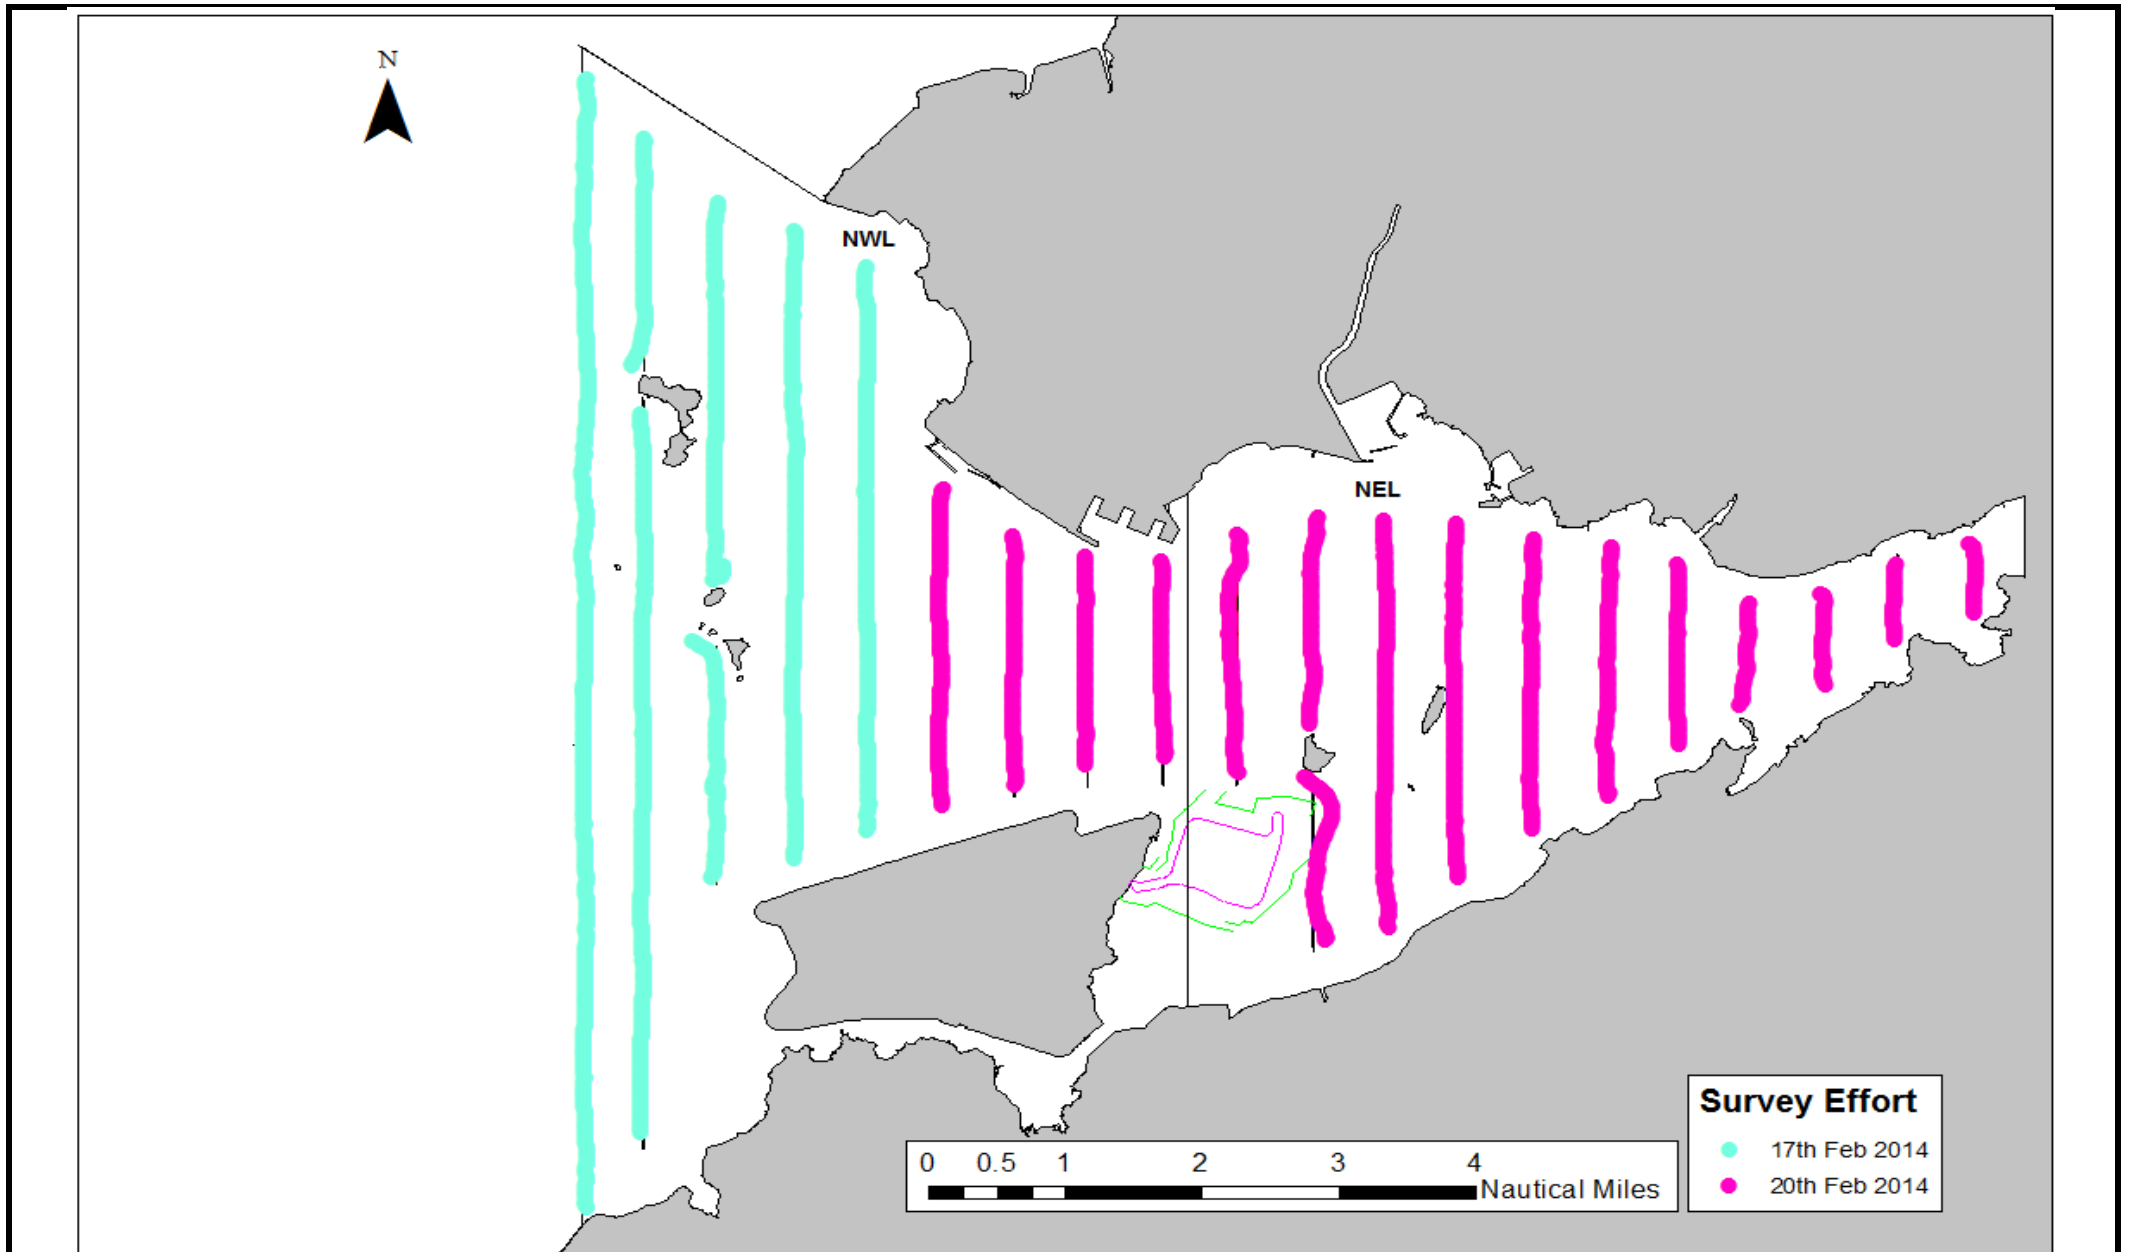 N
NWL
NEL
Survey Effort
17th Feb 2014
20th Feb 2014
0 0.5 1 2 3 4
Nautical Miles